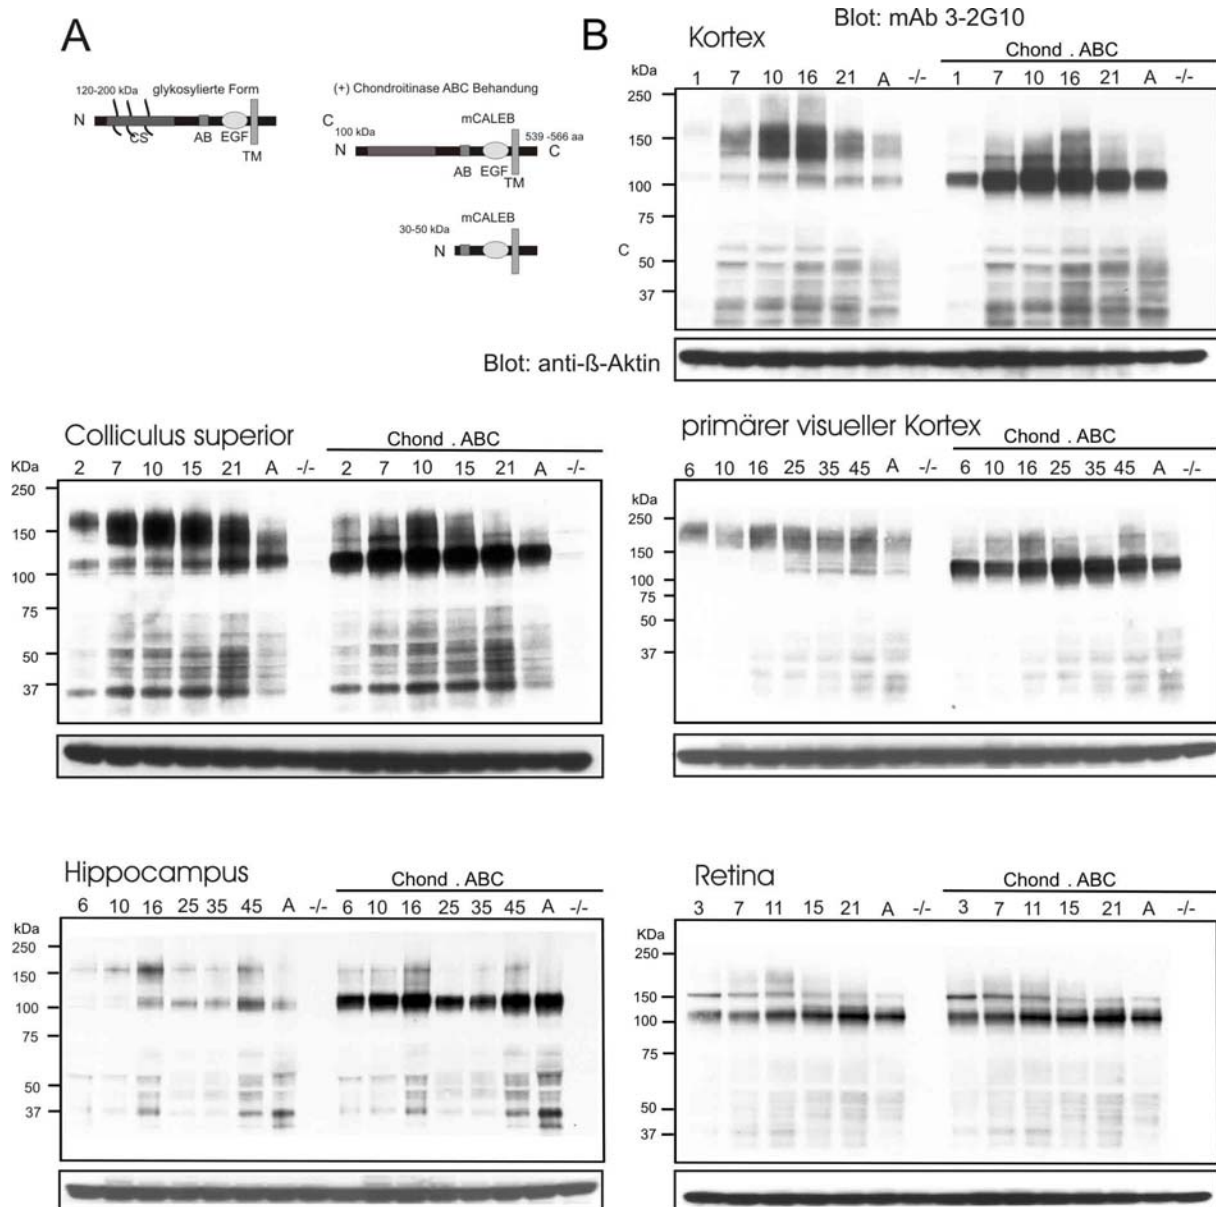 A
120-200 kDa glykosylierte Form
N
CS
AB EGF
TM
(+) Chondroitinase ABC Behandung
C
100 kDa
mCALEB
539 -566 aa
N
C
AB EGF
TM
mCALEB
30-50 kDa
N
B
Blot: mAb 3-2G10
Kortex
Chond . ABC
kDa
1 7 10 16 21 A -/- 1 7 10 16 21 A -/-
250
150
100
75
C
50
37
Blot: anti-ß-Aktin
Colliculus superior
Chond . ABC
KDa
2 7 10 15 21 A -/- 2 7 10 15 21 A -/-
250
150
100
75
50
37
primärer visueller Kortex
Chond . ABC
kDa
6 10 16 25 35 45 A -/- 6 10 16 25 35 45 A -/-
250
150
100
75
50
37
Hippocampus
Chond . ABC
kDa
6 10 16 25 35 45 A -/- 6 10 16 25 35 45 A -/-
250
150
100
75
50
37
Retina
Chond . ABC
KDa
3 7 11 15 21 A -/- 3 7 11 15 21 A -/-
250
150
100
75
50
37